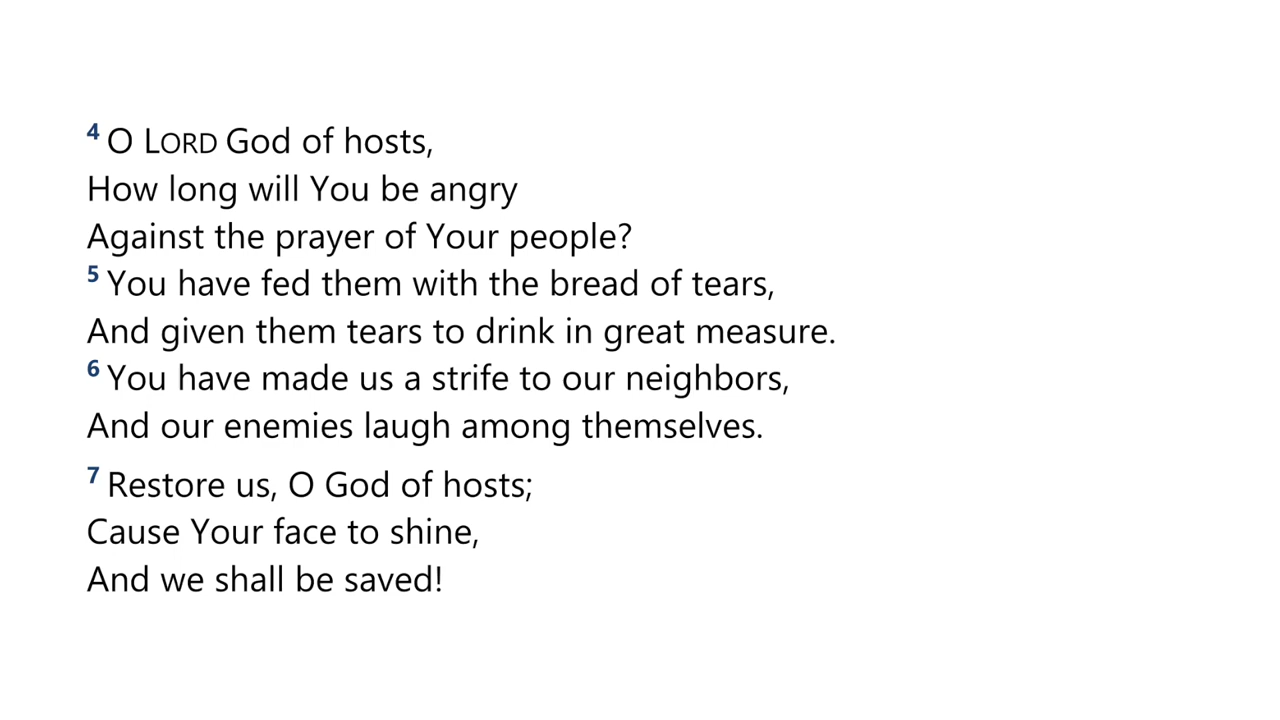 4 O LORD God of hosts,
How long will You be angry
Against the prayer of Your people?
5 You have fed them with the bread of tears,
And given them tears to drink in great measure.
6 You have made us a strife to our neighbors,
And our enemies laugh among themselves.
7 Restore us, O God of hosts;
Cause Your face to shine,
And we shall be saved!